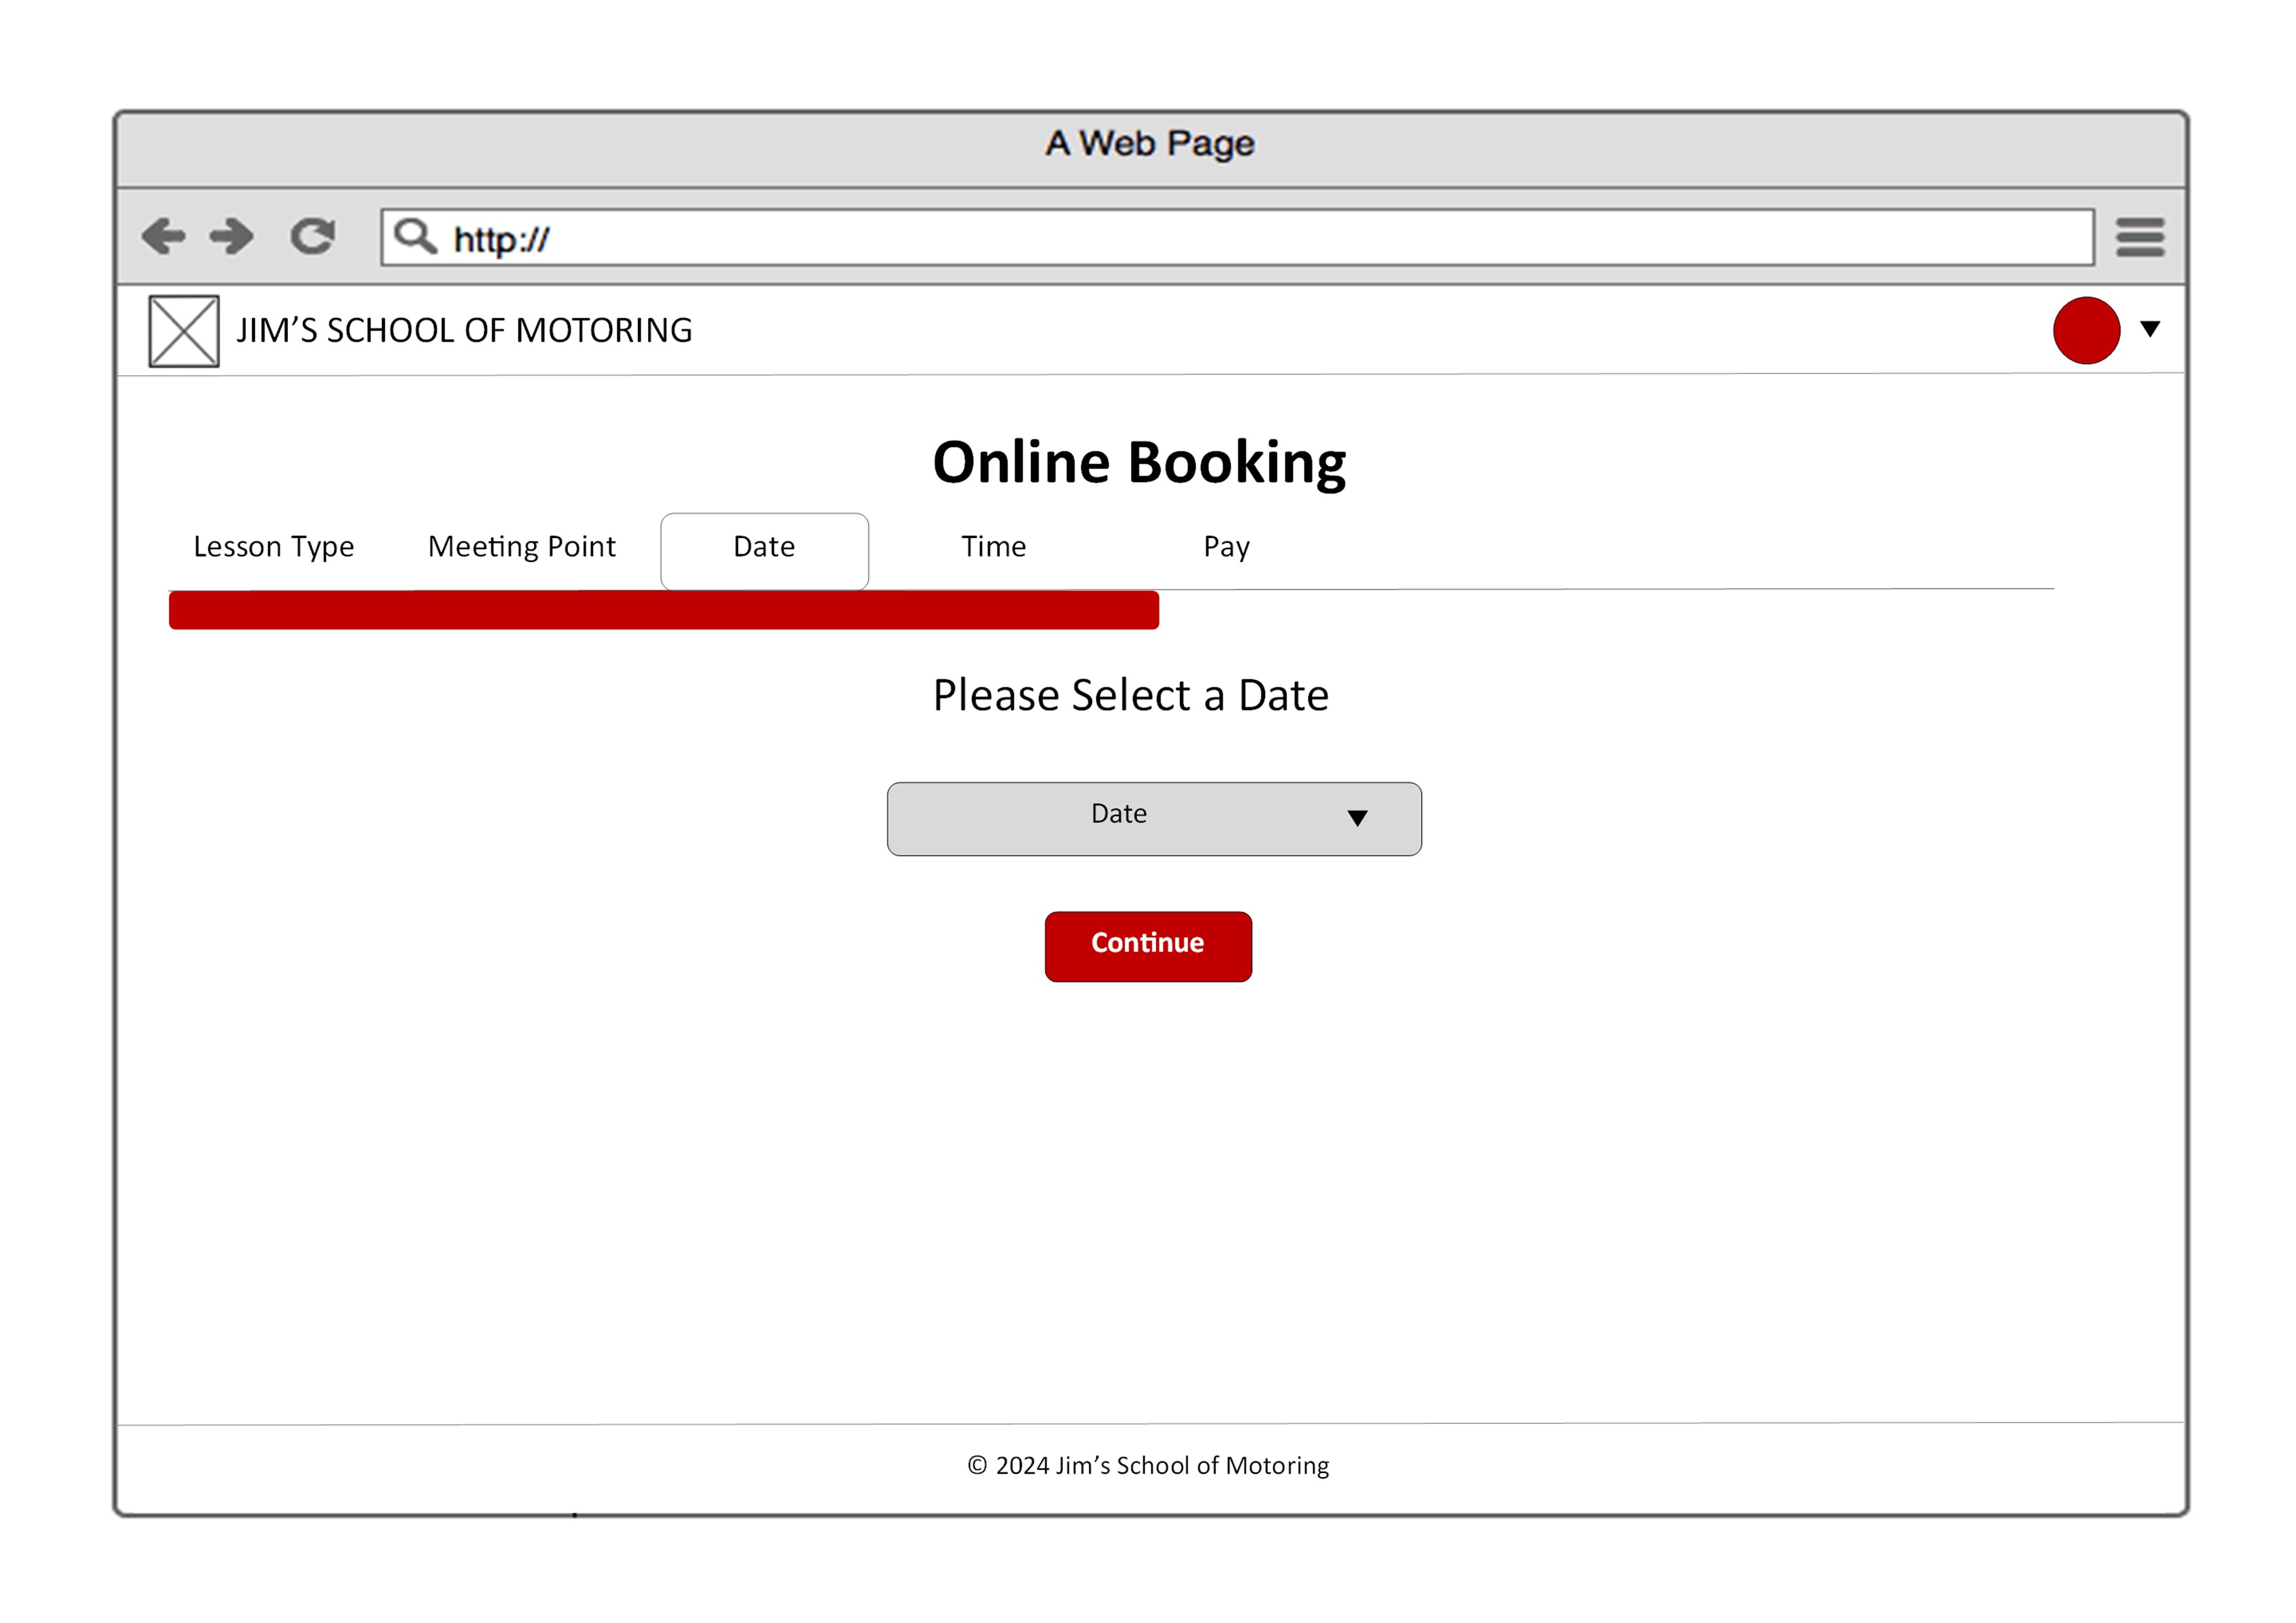 A Web Page
http://
JIM’S SCHOOL OF MOTORING
Online Booking
Lesson Type Meeting Point Date Time Pay
Please Select a Date
Date
Continue
© 2024 Jim’s School of Motoring